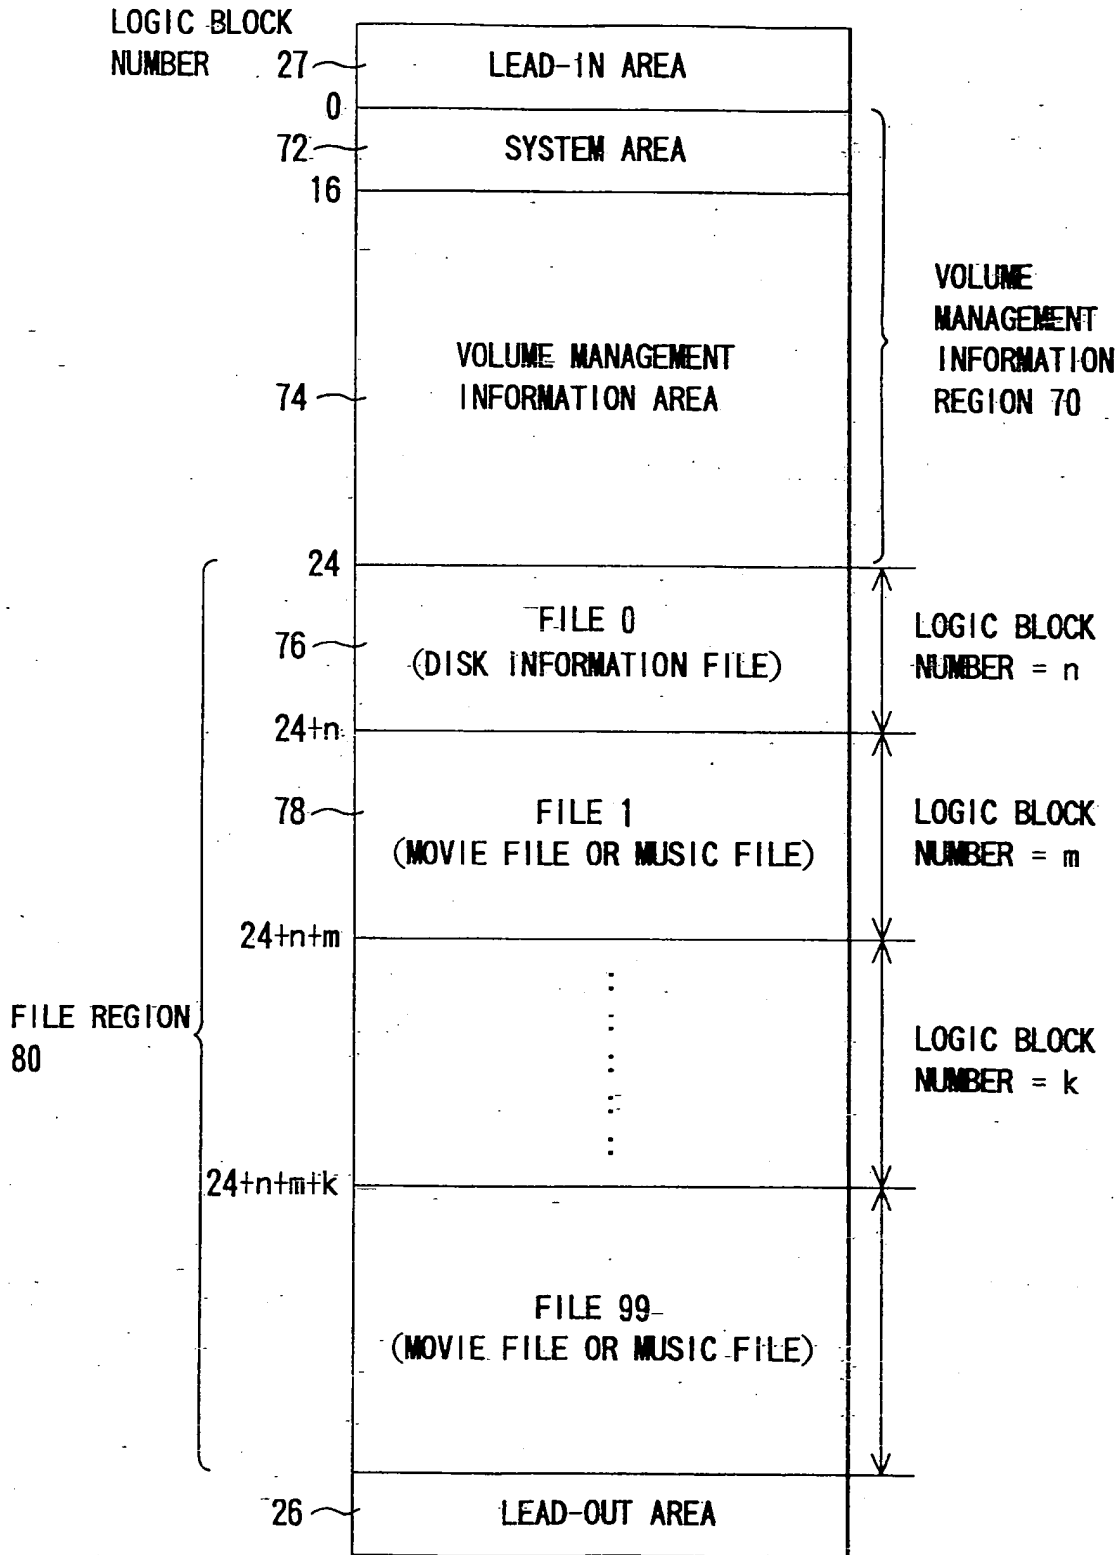 LOGIC BLOCK
NUMBER
27
LEAD-IN AREA
0
72
SYSTEM AREA
16
VOLUME
MANAGEMENT
INFORMATION
REGION 70
VOLUME MANAGEMENT
INFORMATION AREA
74
24
FILE 0
(DISK INFORMATION FILE)
76
LOGIC BLOCK
NUMBER = n
24+n
78
FILE 1
(MOVIE FILE OR MUSIC FILE)
LOGIC BLOCK
NUMBER = m
24+n+m
FILE REGION
80
LOGIC BLOCK
NUMBER = k
24+n+m+k
FILE 99
(MOVIE FILE OR MUSIC FILE)
26
LEAD-OUT AREA